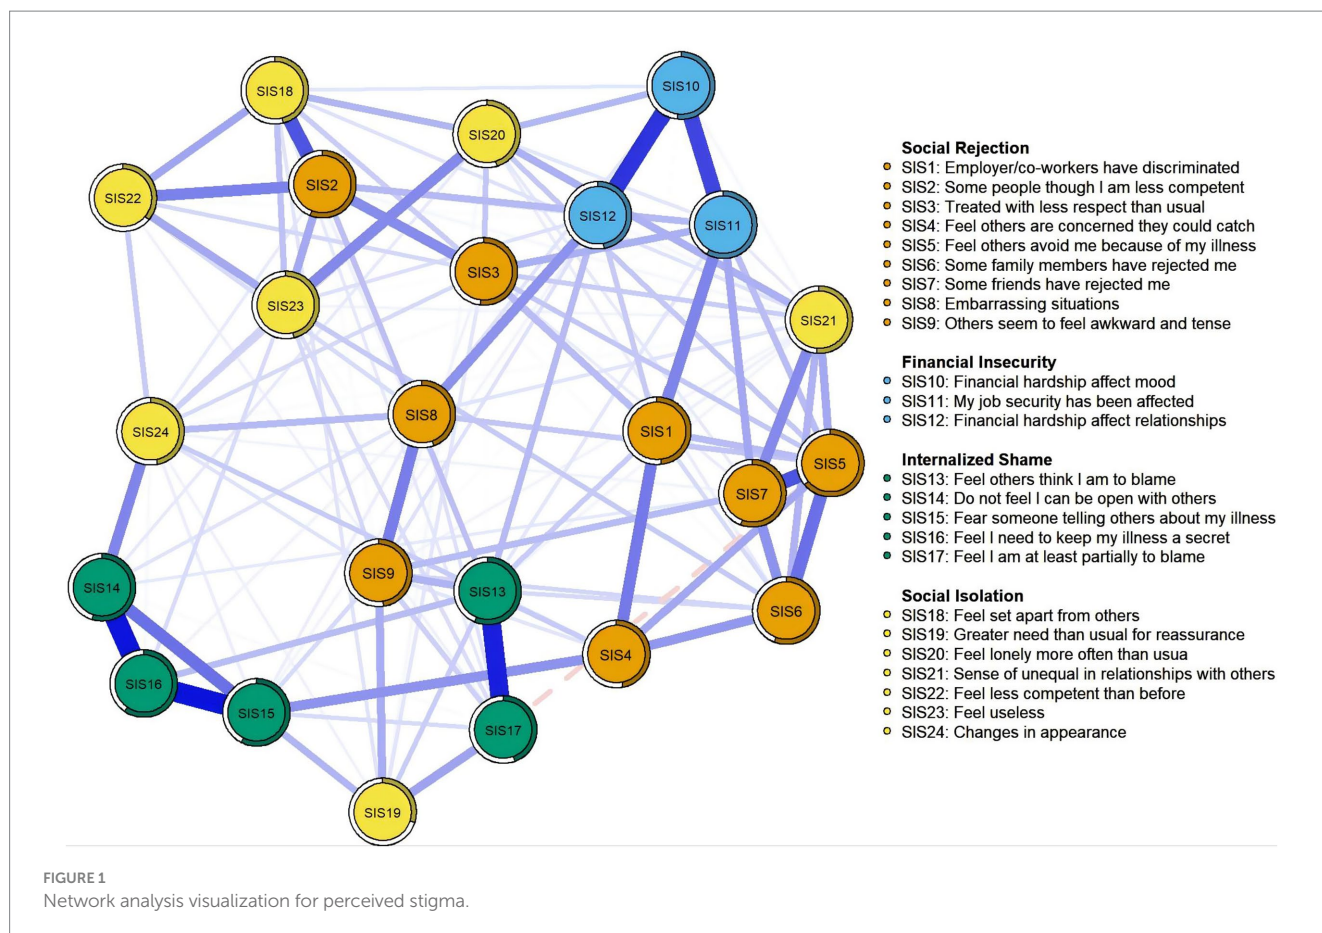 SIS18
SIS10
SIS20
SIS2
SIS22
SIS12
SIS11
SIS3
SIS23
SIS21
SIS8
SIS24
SIS1
SIS5
SIS7
SIS9
SIS14
SIS13
SIS6
SIS4
SIS16
SIS15
SIS17
SIS19
Social Rejection
SIS1: Employer/co-workers have discriminated
SIS2: Some people though I am less competent
SIS3: Treated with less respect than usual
SIS4: Feel others are concerned they could catch
SIS5: Feel others avoid me because of my illness
SIS6: Some family members have rejected me
SIS7: Some friends have rejected me
SIS8: Embarrassing situations
SIS9: Others seem to feel awkward and tense
Financial Insecurity
SIS10: Financial hardship affect mood
SIS11: My job security has been affected
SIS12: Financial hardship affect relationships
Internalized Shame
SIS13: Feel others think I am to blame
SIS14: Do not feel I can be open with others
SIS15: Fear someone telling others about my illness
SIS16: Feel I need to keep my illness a secret
SIS17: Feel I am at least partially to blame
Social Isolation
SIS18: Feel set apart from others
SIS19: Greater need than usual for reassurance
SIS20: Feel lonely more often than usua
SIS21: Sense of unequal in relationships with others
SIS22: Feel less competent than before
SIS23: Feel useless
SIS24: Changes in appearance
FIGURE 1
Network analysis visualization for perceived stigma.